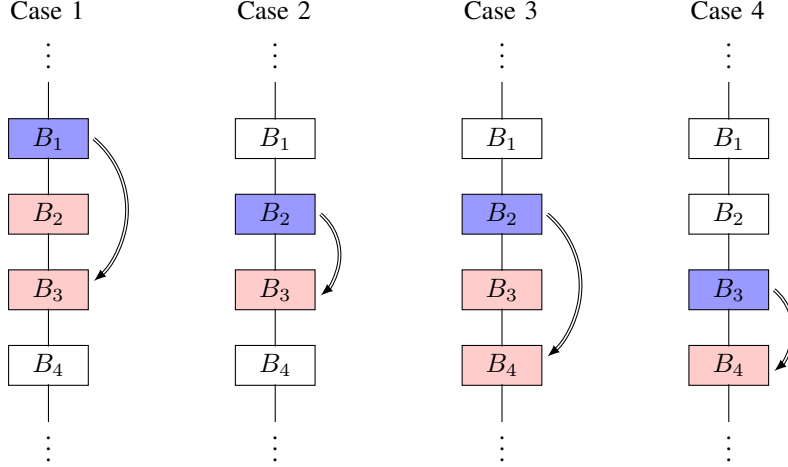 Case 1 Case 2 Case 3 Case 4
⋮ ⋮ ⋮ ⋮
B₁ B₁ B₁ B₁
B₂ B₂ B₂ B₂
B₃ B₃ B₃ B₃
B₄ B₄ B₄ B₄
⋮ ⋮ ⋮ ⋮